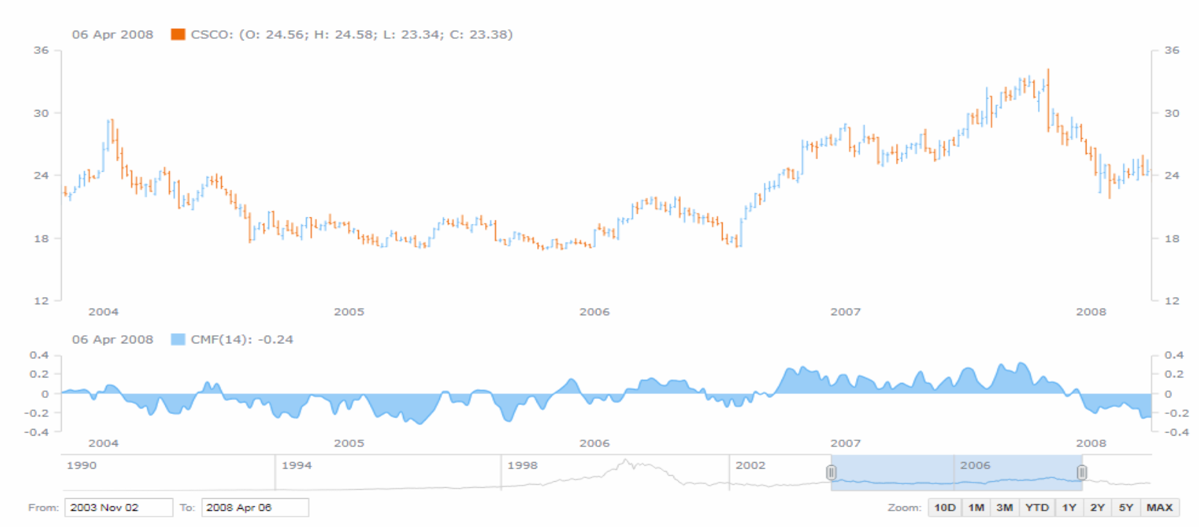 06 Apr 2008 CSCO: (O: 24.56; H: 24.58; L: 23.34; C: 23.38)
36 36
30 30
24 24
18 18
12 12
2004 2005 2006 2007 2008
06 Apr 2008 CMF(14): -0.24
0.4 0.4
0.2 0.2
0 0
-0.2 -0.2
-0.4 -0.4
2004 2005 2006 2007 2008
1990 1994 1998 2002 2006
From: 2003 Nov 02 To: 2008 Apr 06 Zoom: 10D 1M 3M YTD 1Y 2Y 5Y MAX